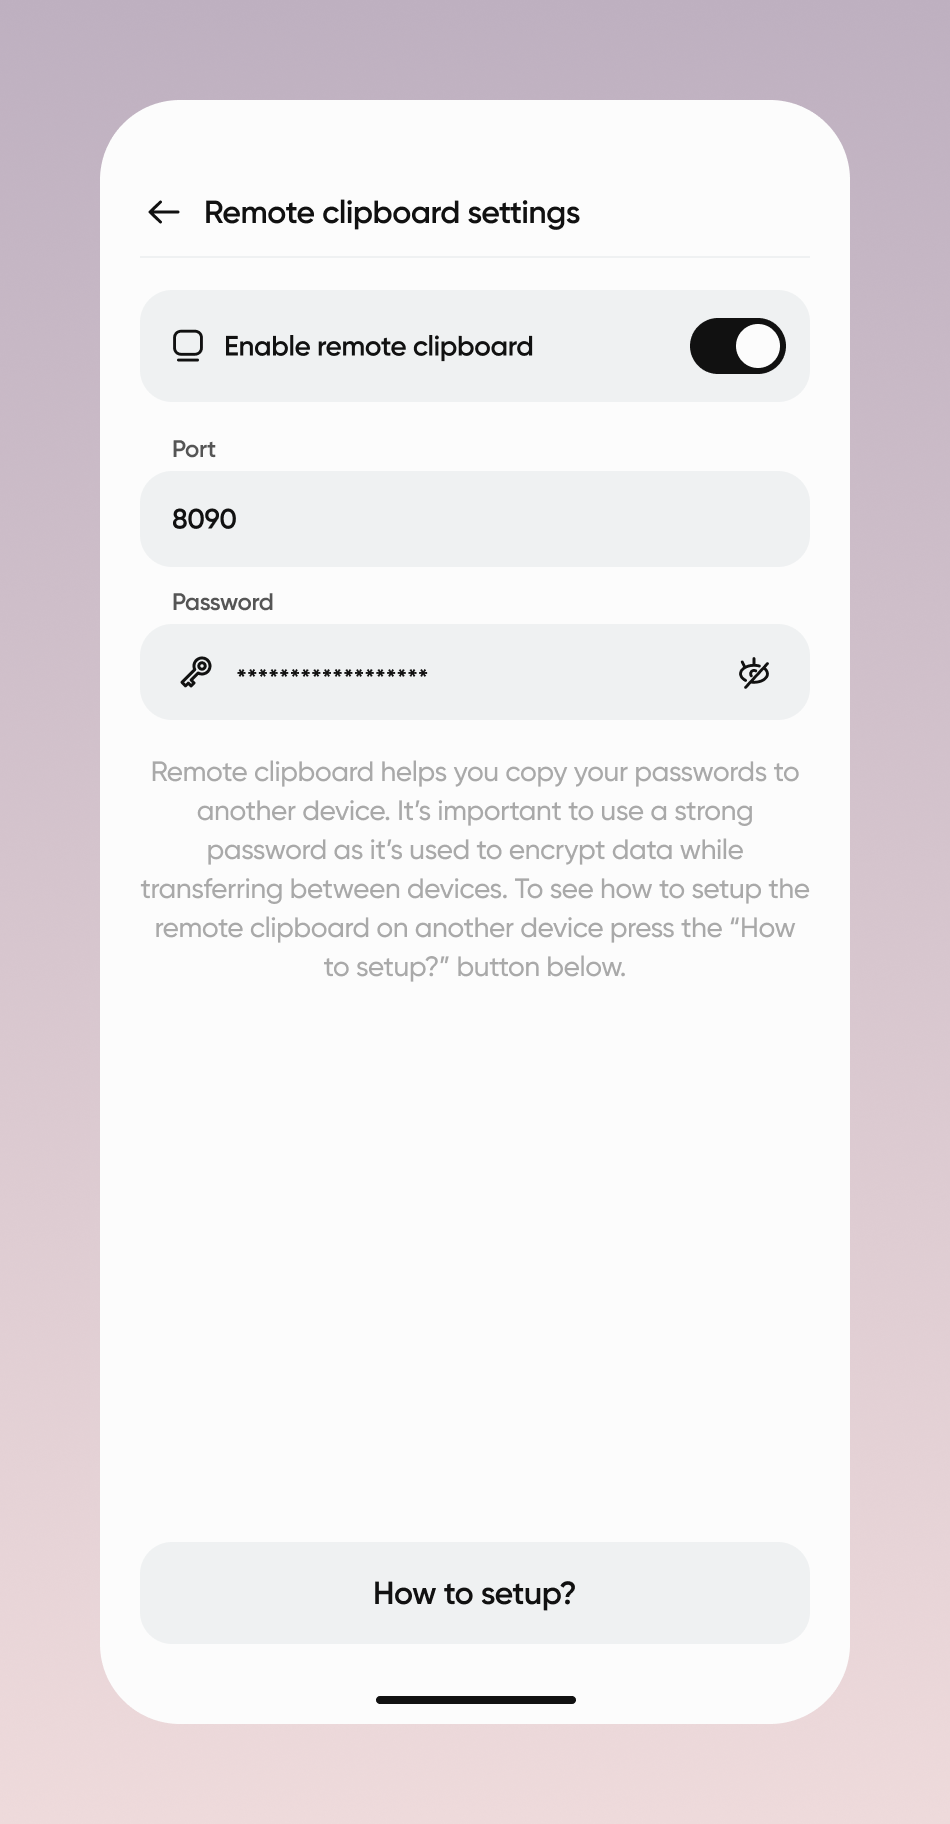 Remote clipboard settings
Enable remote clipboard
Port
8090
Password
******************
Remote clipboard helps you copy your passwords to
another device. It’s important to use a strong
password as it’s used to encrypt data while
transferring between devices. To see how to setup the
remote clipboard on another device press the “How
to setup?” button below.
How to setup?